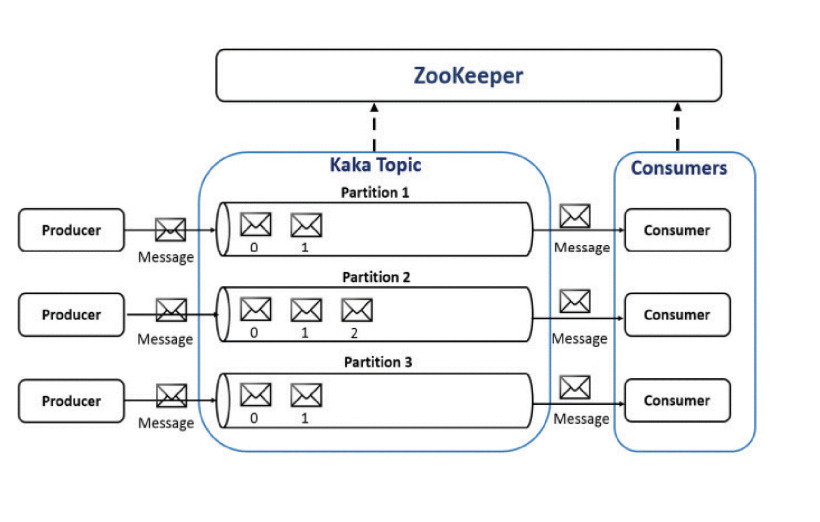 ZooKeeper
Kaka Topic
Consumers
Partition 1
Producer
Message
0 1
Message
Consumer
Partition 2
Producer
Message
0 1 2
Message
Consumer
Partition 3
Producer
Message
0 1
Message
Consumer